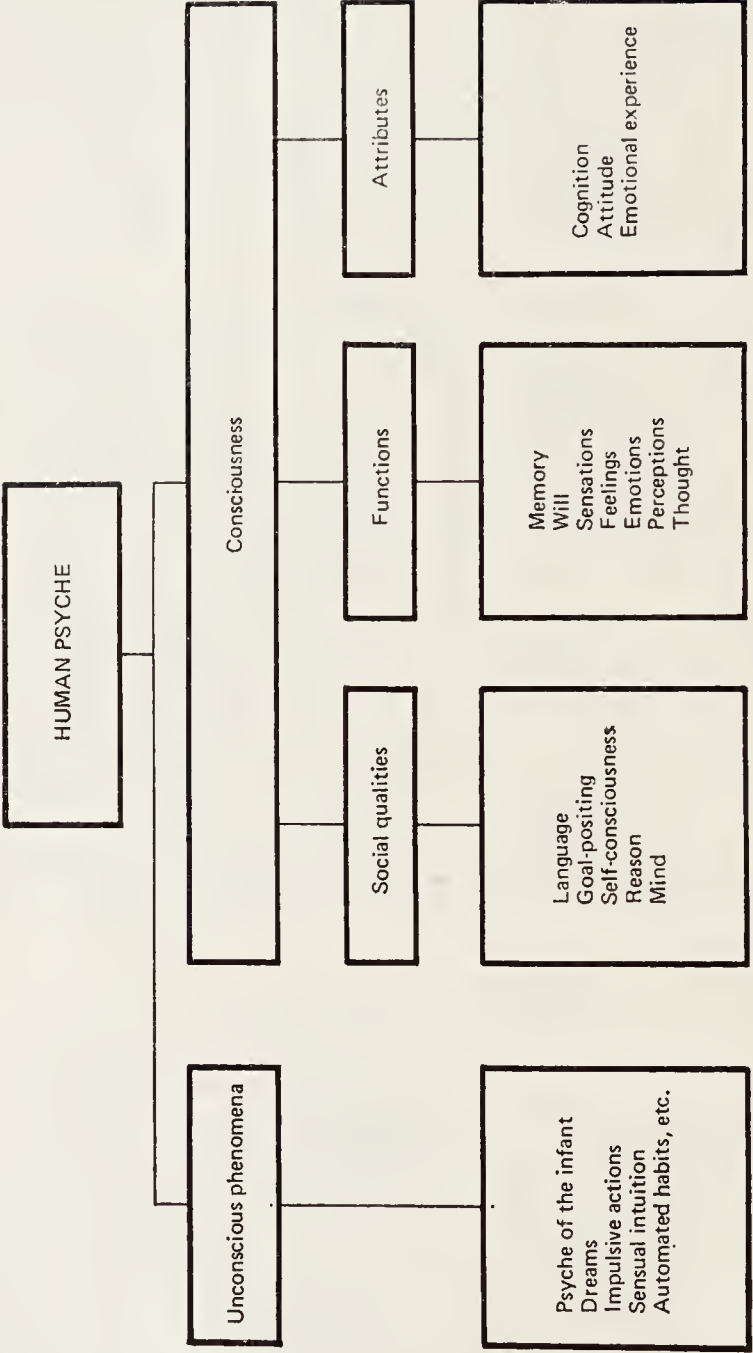 HUMAN PSYCHE
Unconscious phenomena
Consciousness
Social qualities
Functions
Attributes
Psyche of the infant
Dreams
Impulsive actions
Sensual intuition
Automated habits, etc.
Language
Goal-positing
Self-consciousness
Reason
Mind
Memory
Will
Sensations
Feelings
Emotions
Perceptions
Thought
Cognition
Attitude
Emotional experience